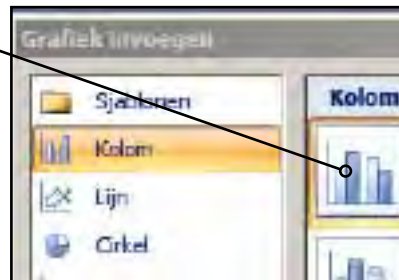 Grafiek invoegen
Sjablonen
Kolom
Kolom
Lijn
Cirkel